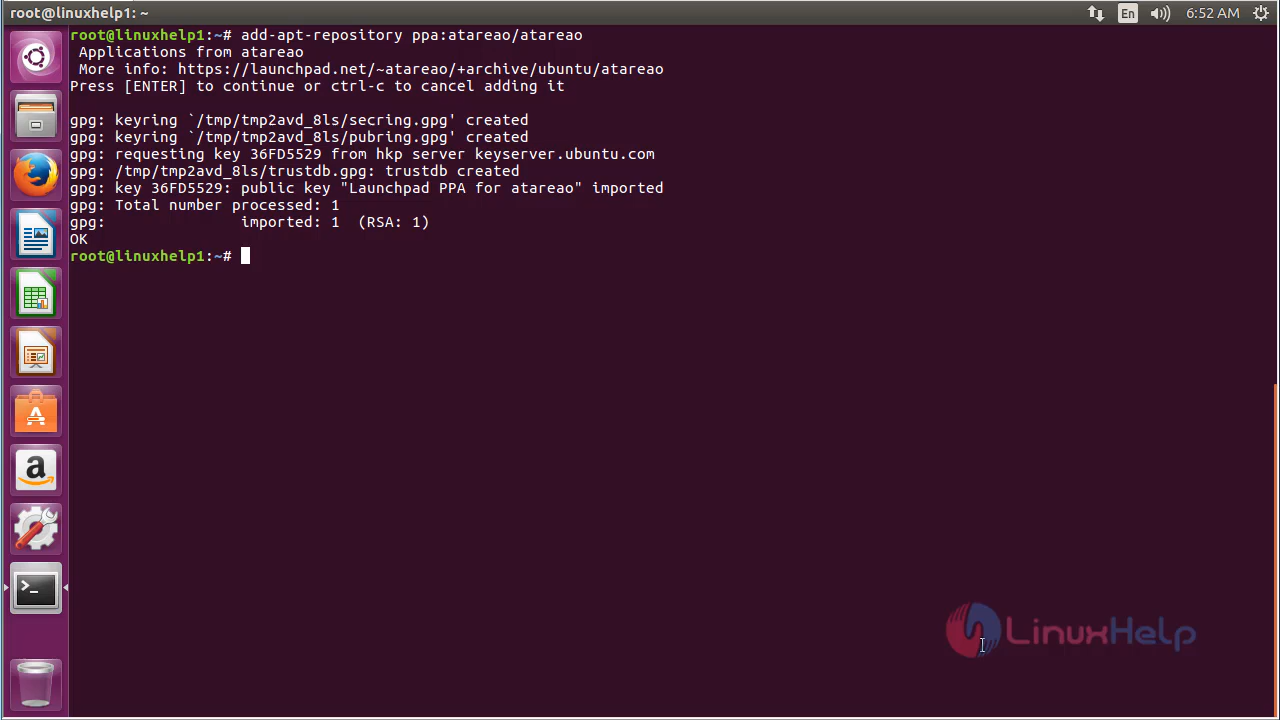 root@linuxhelp1: ~
En
6:52 AM
root@linuxhelp1:~# add-apt-repository ppa:atareao/atareao
 Applications from atareao
 More info: https://launchpad.net/~atareao/+archive/ubuntu/atareao
Press [ENTER] to continue or ctrl-c to cancel adding it
gpg: keyring `/tmp/tmp2avd_8ls/secring.gpg' created
gpg: keyring `/tmp/tmp2avd_8ls/pubring.gpg' created
gpg: requesting key 36FD5529 from hkp server keyserver.ubuntu.com
gpg: /tmp/tmp2avd_8ls/trustdb.gpg: trustdb created
gpg: key 36FD5529: public key "Launchpad PPA for atareao" imported
gpg: Total number processed: 1
gpg:               imported: 1  (RSA: 1)
OK
root@linuxhelp1:~#
LinuxHelp